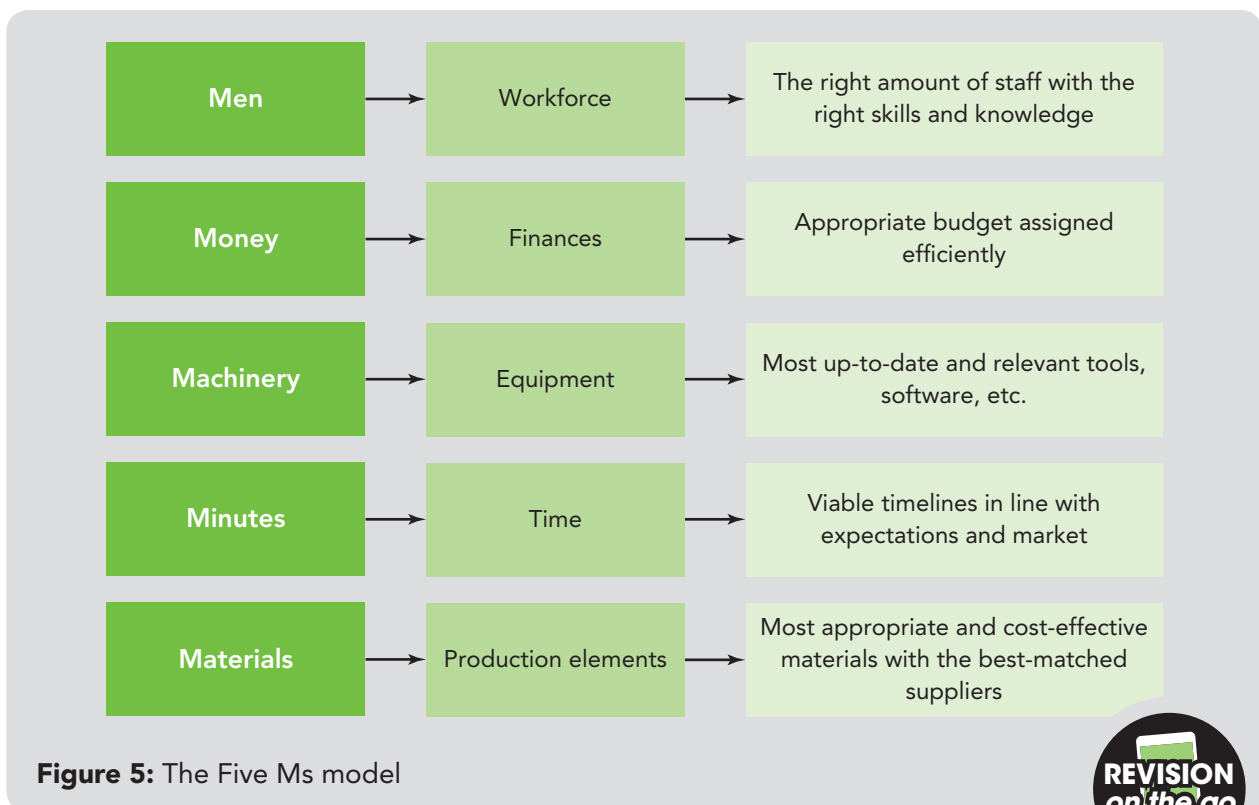 Men
Workforce
The right amount of staff with the
right skills and knowledge
Money
Finances
Appropriate budget assigned
efficiently
Machinery
Equipment
Most up-to-date and relevant tools,
software, etc.
Minutes
Time
Viable timelines in line with
expectations and market
Materials
Production elements
Most appropriate and cost-effective
materials with the best-matched
suppliers
Figure 5: The Five Ms model
REVISION
on the go